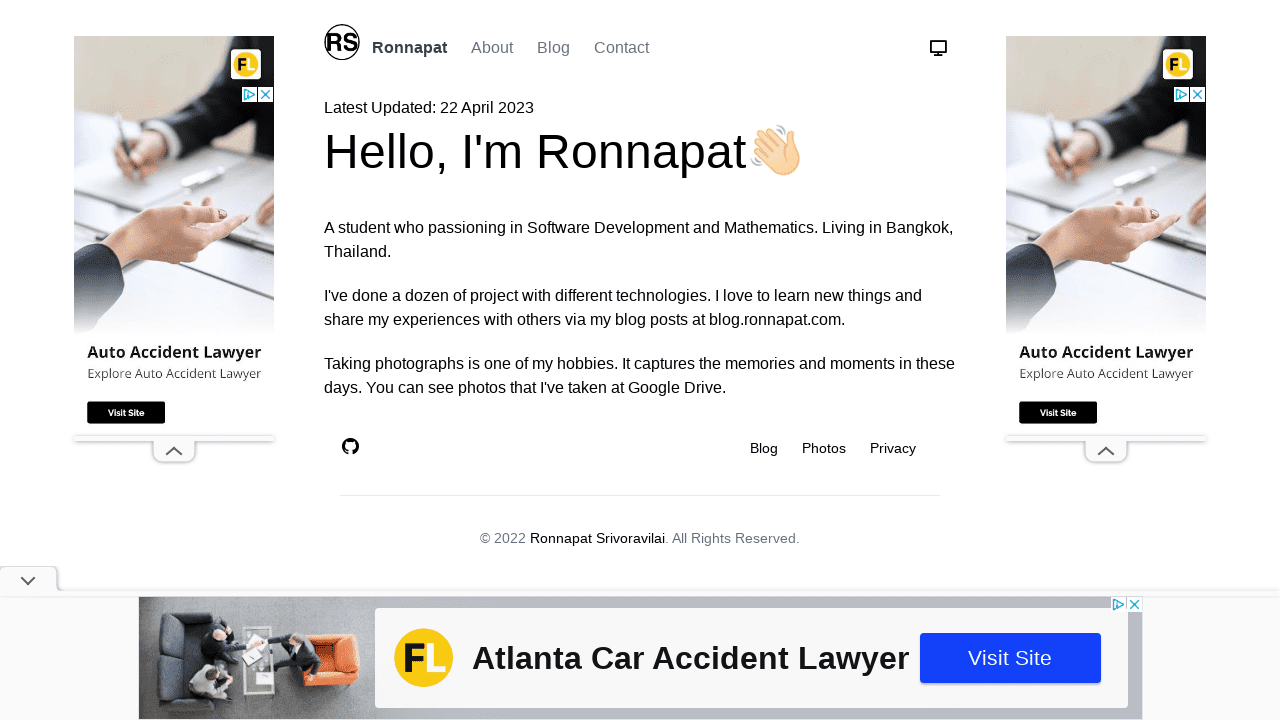 RS Ronnapat About Blog Contact
Latest Updated: 22 April 2023
Hello, I'm Ronnapat👋🏻
A student who passioning in Software Development and Mathematics. Living in Bangkok,
Thailand.
I've done a dozen of project with different technologies. I love to learn new things and
share my experiences with others via my blog posts at blog.ronnapat.com.
Taking photographs is one of my hobbies. It captures the memories and moments in these
days. You can see photos that I've taken at Google Drive.
Blog Photos Privacy
© 2022 Ronnapat Srivoravilai. All Rights Reserved.
FL
Auto Accident Lawyer
Explore Auto Accident Lawyer
Visit Site
FL
Auto Accident Lawyer
Explore Auto Accident Lawyer
Visit Site
FL Atlanta Car Accident Lawyer Visit Site